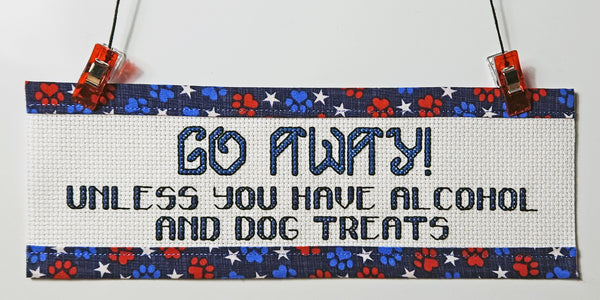 GO AWAY!
UNLESS YOU HAVE ALCOHOL
AND DOG TREATS